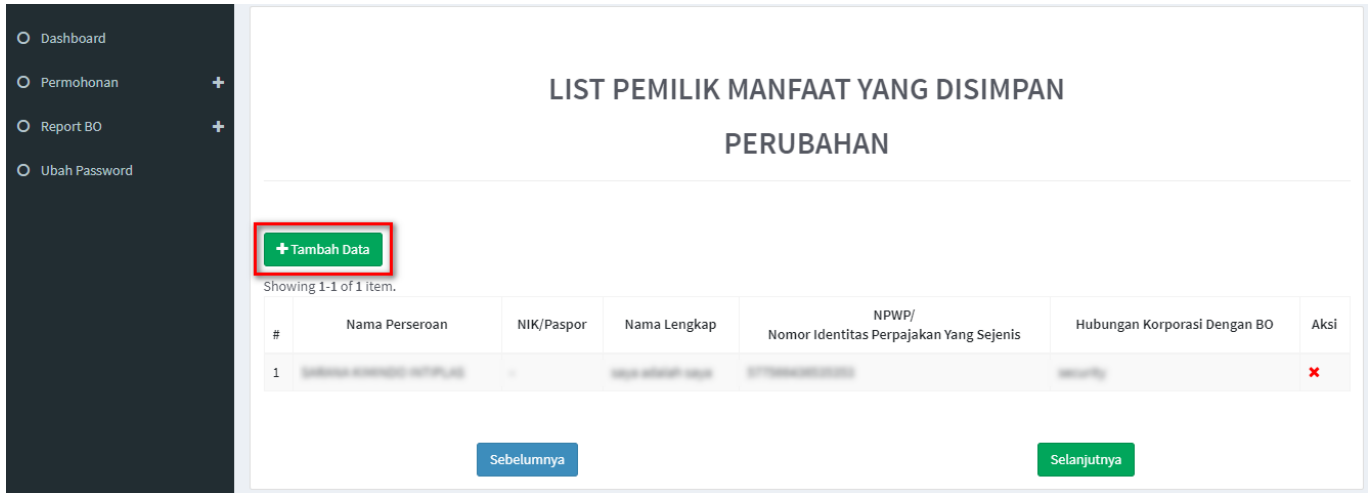 Dashboard
Permohonan
Report BO
Ubah Password
LIST PEMILIK MANFAAT YANG DISIMPAN
PERUBAHAN
Tambah Data
Showing 1-1 of 1 item.
# Nama Perseroan NIK/Paspor Nama Lengkap NPWP/
Nomor Identitas Perpajakan Yang Sejenis Hubungan Korporasi Dengan BO Aksi
1
Sebelumnya Selanjutnya